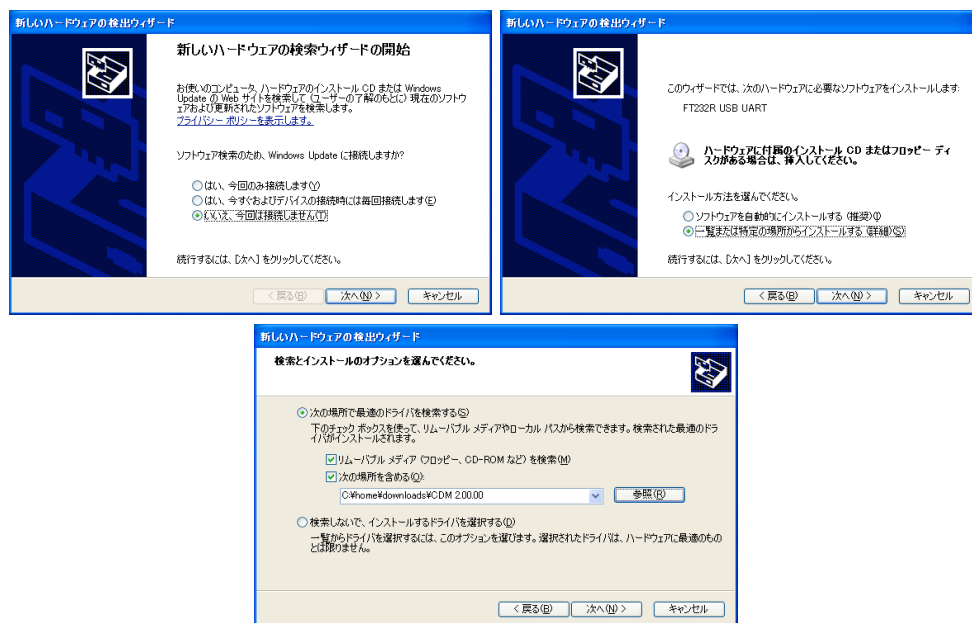 新しいハードウェアの検出ウィザード
新しいハードウェアの検索ウィザードの開始
お使いのコンピュータ、ハードウェアのインストール CD または Windows
Update の Web サイトを検索して (ユーザーの了解のもとに) 現在のソフトウ
ェアおよび更新されたソフトウェアを検索します。
プライバシー ポリシーを表示します。
ソフトウェア検索のため、Windows Update に接続しますか?
はい、今回のみ接続します(Y)
はい、今すぐおよびデバイスの接続時には毎回接続します(E)
いいえ、今回は接続しません(T)
続行するには、[次へ] をクリックしてください。
< 戻る(B)
次へ(N) >
キャンセル
新しいハードウェアの検出ウィザード
このウィザードでは、次のハードウェアに必要なソフトウェアをインストールします:
FT232R USB UART
ハードウェアに付属のインストール CD またはフロッピー ディ
スクがある場合は、挿入してください。
インストール方法を選んでください。
ソフトウェアを自動的にインストールする (推奨)(I)
一覧または特定の場所からインストールする (詳細)(S)
続行するには、[次へ] をクリックしてください。
< 戻る(B)
次へ(N) >
キャンセル
新しいハードウェアの検出ウィザード
検索とインストールのオプションを選んでください。
次の場所で最適のドライバを検索する(S)
下のチェック ボックスを使って、リムーバブル メディアやローカル パスから検索できます。検索された最適のドラ
イバがインストールされます。
リムーバブル メディア (フロッピー、CD-ROM など) を検索(M)
次の場所を含める(O):
C:¥home¥downloads¥CDM 2.00.00
参照(R)
検索しないで、インストールするドライバを選択する(D)
一覧からドライバを選択するには、このオプションを選びます。選択されたドライバは、ハードウェアに最適のもの
とは限りません。
< 戻る(B)
次へ(N) >
キャンセル